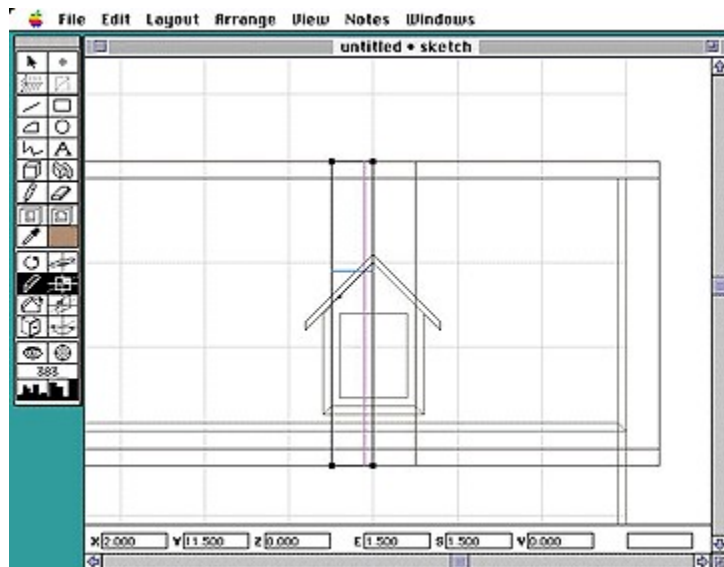 File Edit Layout Arrange View Notes Windows
untitled • sketch
A
383
X 2.000 Y 11.500 Z 0.000 E 1.500 S 1.500 V 0.000